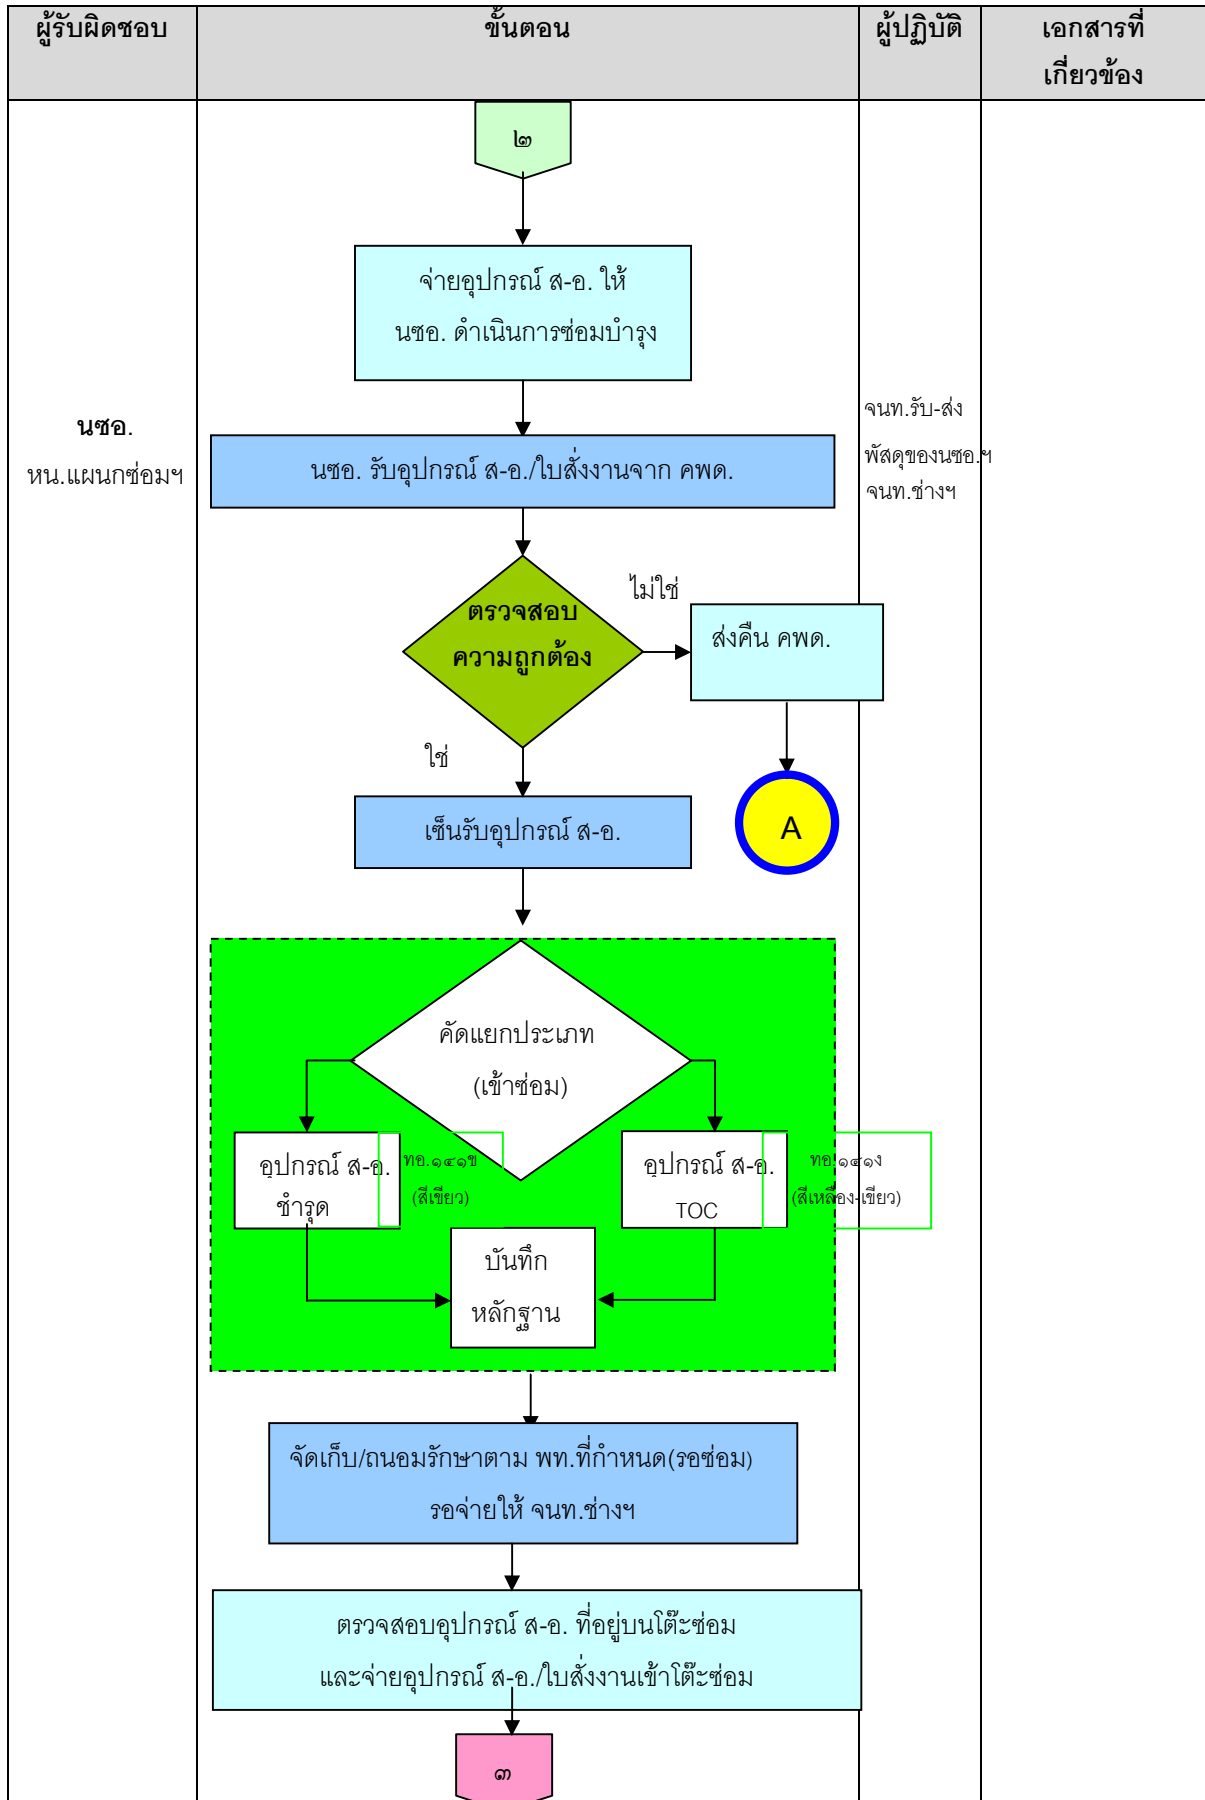 ผู้รับผิดชอบ
ขั้นตอน
ผู้ปฏิบัติ
เอกสารที่
เกี่ยวข้อง
๒
จ่ายอุปกรณ์ ส-อ. ให้
นซอ. ดำเนินการซ่อมบำรุง
นซอ.
หน.แผนกซ่อมฯ
นซอ. รับอุปกรณ์ ส-อ./ใบสั่งงานจาก คพด.
จนท.รับ-ส่ง
พัสดุของนซอ.ฯ
จนท.ช่างฯ
ตรวจสอบ
ความถูกต้อง
ไม่ใช่
ส่งคืน คพด.
ใช่
A
เซ็นรับอุปกรณ์ ส-อ.
คัดแยกประเภท
(เข้าซ่อม)
อุปกรณ์ ส-อ.
ชำรุด
ทอ.๑๔๑ข
(สีเขียว)
อุปกรณ์ ส-อ.
TOC
ทอ.๑๔๑ง
(สีเหลือง-เขียว)
บันทึก
หลักฐาน
จัดเก็บ/ถนอมรักษาตาม พท.ที่กำหนด(รอซ่อม)
รอจ่ายให้ จนท.ช่างฯ
ตรวจสอบอุปกรณ์ ส-อ. ที่อยู่บนโต๊ะซ่อม
และจ่ายอุปกรณ์ ส-อ./ใบสั่งงานเข้าโต๊ะซ่อม
๓